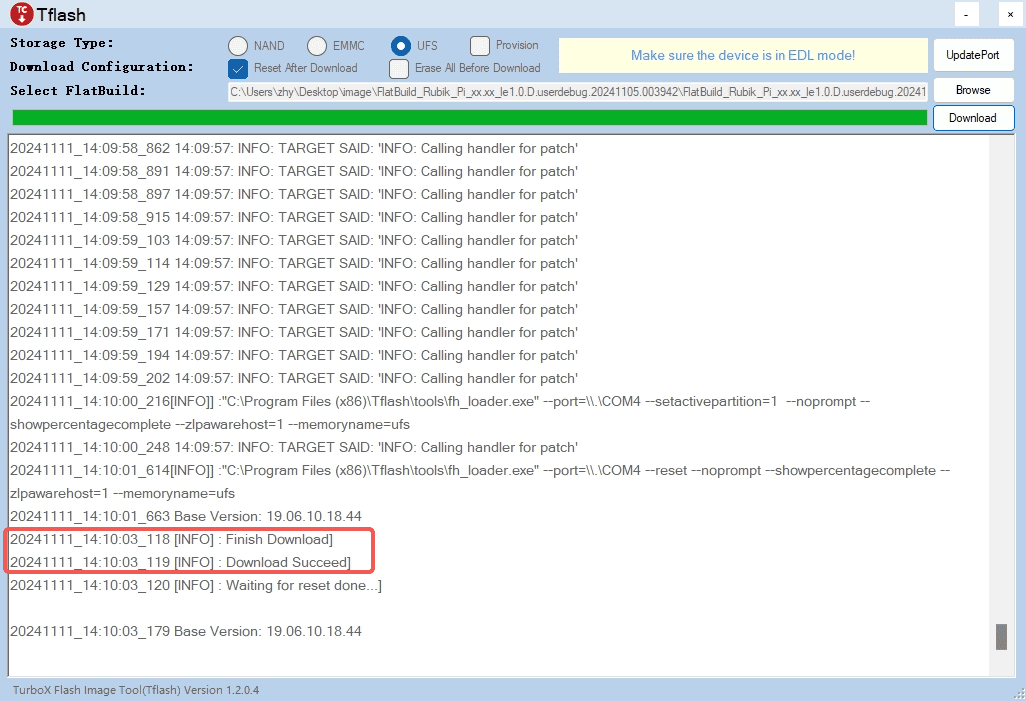 TC Tflash - ×
Storage Type: NAND EMMC UFS Provision
Make sure the device is in EDL mode! UpdatePort
Download Configuration: Reset After Download Erase All Before Download
Select FlatBuild: C:\Users\zhy\Desktop\image\FlatBuild_Rubik_Pi_xx.xx_le1.0.D.userdebug.20241105.003942\FlatBuild_Rubik_Pi_xx.xx_le1.0.D.userdebug.20241 Browse
Download
20241111_14:09:58_862 14:09:57: INFO: TARGET SAID: 'INFO: Calling handler for patch'
20241111_14:09:58_891 14:09:57: INFO: TARGET SAID: 'INFO: Calling handler for patch'
20241111_14:09:58_897 14:09:57: INFO: TARGET SAID: 'INFO: Calling handler for patch'
20241111_14:09:58_915 14:09:57: INFO: TARGET SAID: 'INFO: Calling handler for patch'
20241111_14:09:59_103 14:09:57: INFO: TARGET SAID: 'INFO: Calling handler for patch'
20241111_14:09:59_114 14:09:57: INFO: TARGET SAID: 'INFO: Calling handler for patch'
20241111_14:09:59_129 14:09:57: INFO: TARGET SAID: 'INFO: Calling handler for patch'
20241111_14:09:59_157 14:09:57: INFO: TARGET SAID: 'INFO: Calling handler for patch'
20241111_14:09:59_171 14:09:57: INFO: TARGET SAID: 'INFO: Calling handler for patch'
20241111_14:09:59_194 14:09:57: INFO: TARGET SAID: 'INFO: Calling handler for patch'
20241111_14:09:59_202 14:09:57: INFO: TARGET SAID: 'INFO: Calling handler for patch'
20241111_14:10:00_216[INFO]] :"C:\Program Files (x86)\Tflash\tools\fh_loader.exe" --port=\\.\COM4 --setactivepartition=1  --noprompt --
showpercentagecomplete --zlpawarehost=1 --memoryname=ufs
20241111_14:10:00_248 14:09:57: INFO: TARGET SAID: 'INFO: Calling handler for patch'
20241111_14:10:01_614[INFO]] :"C:\Program Files (x86)\Tflash\tools\fh_loader.exe" --port=\\.\COM4 --reset --noprompt --showpercentagecomplete --
zlpawarehost=1 --memoryname=ufs
20241111_14:10:01_663 Base Version: 19.06.10.18.44
20241111_14:10:03_118 [INFO] : Finish Download]
20241111_14:10:03_119 [INFO] : Download Succeed]
20241111_14:10:03_120 [INFO] : Waiting for reset done...]
20241111_14:10:03_179 Base Version: 19.06.10.18.44
TurboX Flash Image Tool(Tflash) Version 1.2.0.4